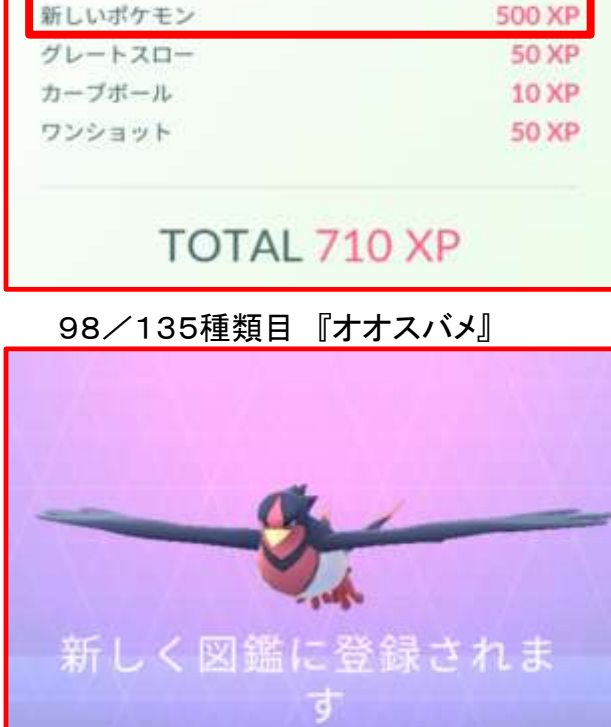 新しいポケモン 500 XP
グレートスロー 50 XP
カーブボール 10 XP
ワンショット 50 XP
TOTAL 710 XP
98／135種類目 『オオスバメ』
新しく図鑑に登録されま
す